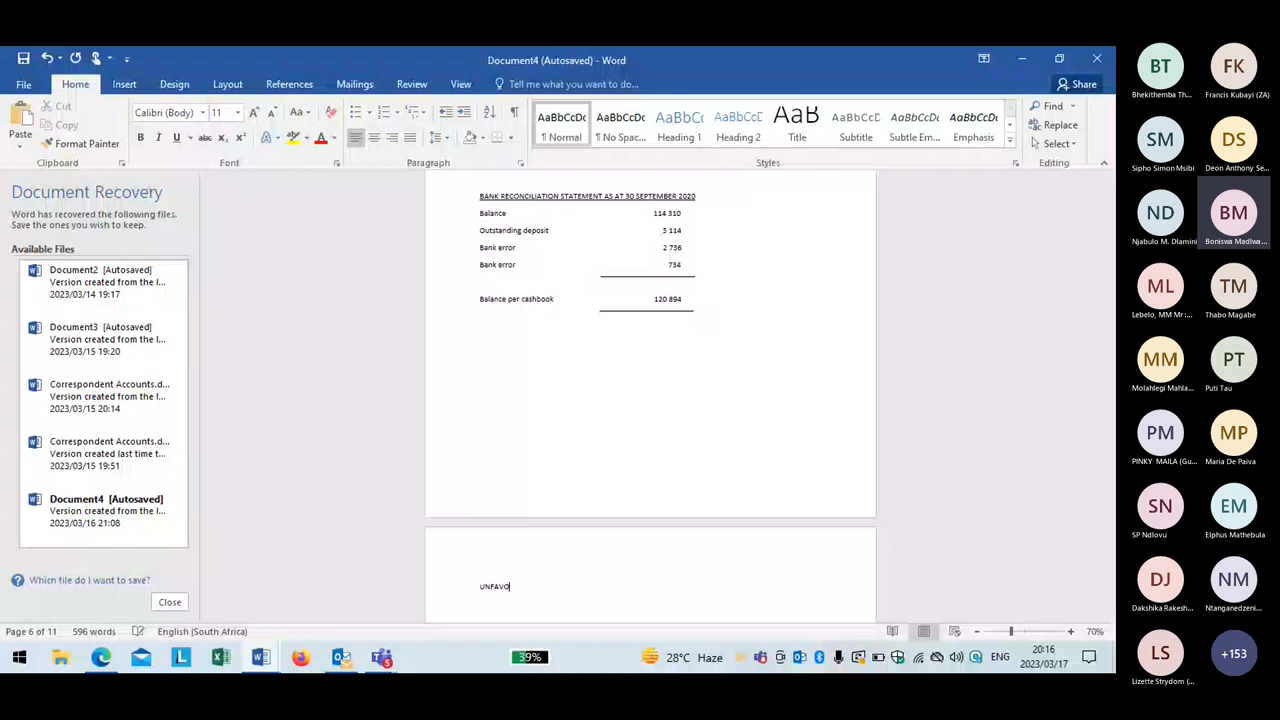 Document4 (Autosaved) - Word
File Home Insert Design Layout References Mailings Review View Tell me what you want to do... Share
Paste
Cut
Copy
Format Painter
Clipboard
Calibri (Body) 11
Font
Paragraph
AaBbCcDc AaBbCcDc AaBbCc AaBbCcC AaB AaBbCcD AaBbCcDc AaBbCcDc
¶ Normal ¶ No Spac... Heading 1 Heading 2 Title Subtitle Subtle Em... Emphasis
Styles
Find
Replace
Select
Editing
Document Recovery
Word has recovered the following files.
Save the ones you wish to keep.
Available Files
Document2 [Autosaved]
Version created from the l...
2023/03/14 19:17
Document3 [Autosaved]
Version created from the l...
2023/03/15 19:20
Correspondent Accounts.d...
Version created from the l...
2023/03/15 20:14
Correspondent Accounts.d...
Version created last time t...
2023/03/15 19:51
Document4 [Autosaved]
Version created from the l...
2023/03/16 21:08
Which file do I want to save?
Close
BANK RECONCILIATION STATEMENT AS AT 30 SEPTEMBER 2020
Balance 114 310
Outstanding deposit 3 114
Bank error 2 736
Bank error 734
Balance per cashbook 120 894
UNFAVO
Page 6 of 11 596 words English (South Africa) 70%
39% 28°C Haze ENG 20:16
2023/03/17
BT FK
Bhekithemba Th... Francis Kubayi (ZA)
SM DS
Sipho Simon Msibi Deon Anthony Se...
ND BM
Njabulo M. Dlamini Boniswa Madlwa...
ML TM
Lebelo, MM Mr :... Thabo Magabe
MM PT
Molahlegi Mahla... Puti Tau
PM MP
PINKY MAILA (Gu... Maria De Paiva
SN EM
SP Ndlovu Elphus Mathebula
DJ NM
Dakshika Rakesh... Ntanganedzeni...
LS +153
Lizette Strydom (...